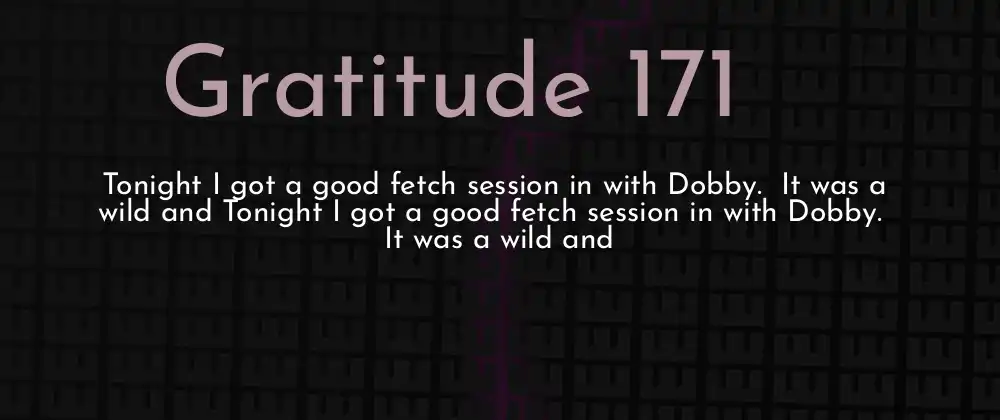 Gratitude 171
Tonight I got a good fetch session in with Dobby.  It was a
wild and Tonight I got a good fetch session in with Dobby.
It was a wild and